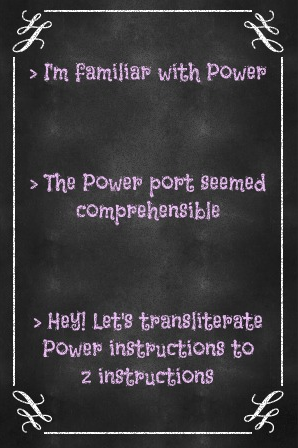 > I'm familiar with Power
> The Power port seemed
comprehensible
> Hey! Let's transliterate
Power instructions to
z instructions